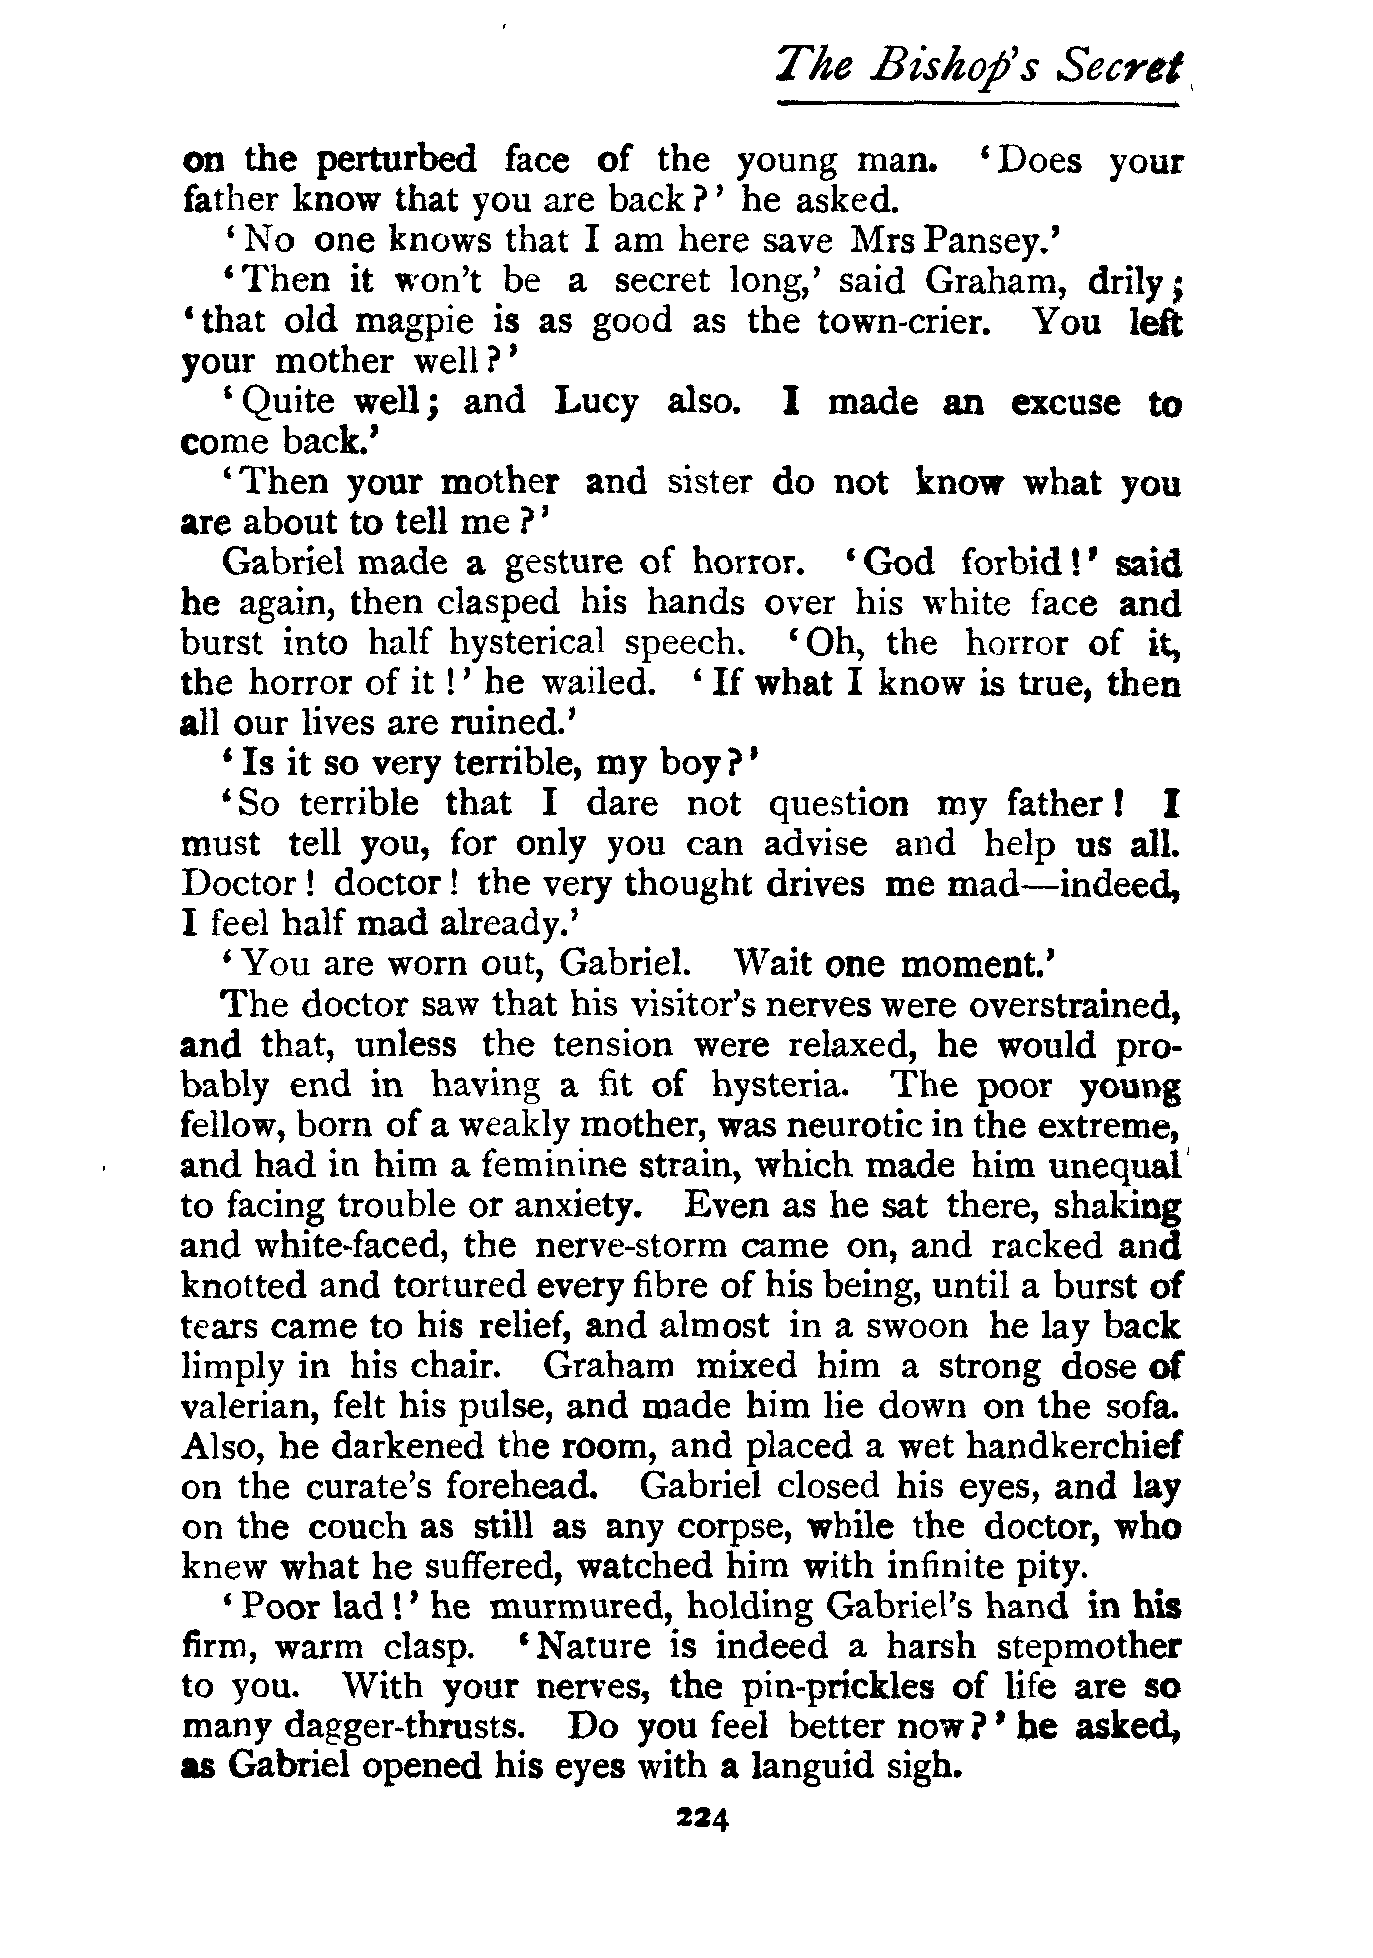 The Bishop's Secret
on the perturbed face of the young man. 'Does your
father know that you are back?' he asked.
'No one knows that I am here save Mrs Pansey.'
'Then it won't be a secret long,' said Graham, drily;
'that old magpie is as good as the town-crier. You left
your mother well?'
'Quite well; and Lucy also. I made an excuse to
come back.'
'Then your mother and sister do not know what you
are about to tell me?'
Gabriel made a gesture of horror. 'God forbid!' said
he again, then clasped his hands over his white face and
burst into half hysterical speech. 'Oh, the horror of it,
the horror of it!' he wailed. 'If what I know is true, then
all our lives are ruined.'
'Is it so very terrible, my boy?'
'So terrible that I dare not question my father! I
must tell you, for only you can advise and help us all.
Doctor! doctor! the very thought drives me mad—indeed,
I feel half mad already.'
'You are worn out, Gabriel. Wait one moment.'
The doctor saw that his visitor's nerves were overstrained,
and that, unless the tension were relaxed, he would pro-
bably end in having a fit of hysteria. The poor young
fellow, born of a weakly mother, was neurotic in the extreme,
and had in him a feminine strain, which made him unequal
to facing trouble or anxiety. Even as he sat there, shaking
and white-faced, the nerve-storm came on, and racked and
knotted and tortured every fibre of his being, until a burst of
tears came to his relief, and almost in a swoon he lay back
limply in his chair. Graham mixed him a strong dose of
valerian, felt his pulse, and made him lie down on the sofa.
Also, he darkened the room, and placed a wet handkerchief
on the curate's forehead. Gabriel closed his eyes, and lay
on the couch as still as any corpse, while the doctor, who
knew what he suffered, watched him with infinite pity.
'Poor lad!' he murmured, holding Gabriel's hand in his
firm, warm clasp. 'Nature is indeed a harsh stepmother
to you. With your nerves, the pin-prickles of life are so
many dagger-thrusts. Do you feel better now?' he asked,
as Gabriel opened his eyes with a languid sigh.
224